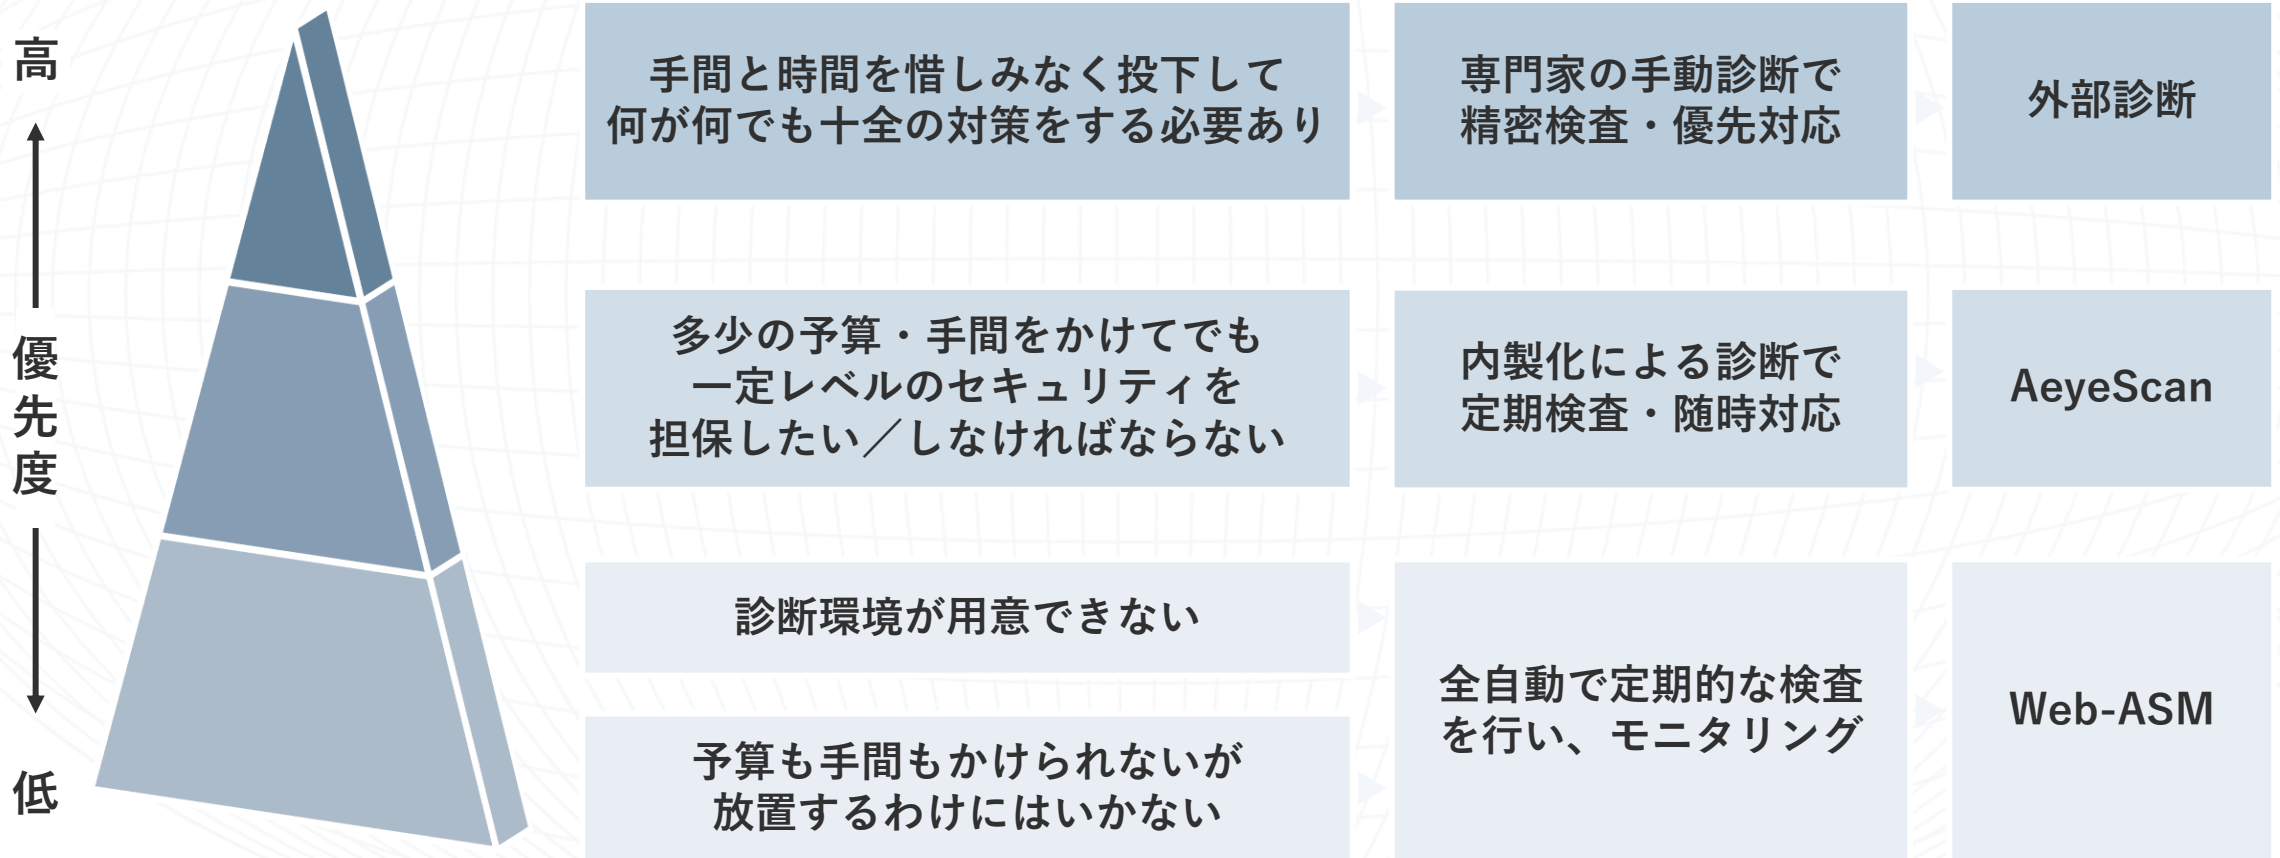 高
優先度
低
手間と時間を惜しみなく投下して
何が何でも十全の対策をする必要あり
専門家の手動診断で
精密検査・優先対応
外部診断
多少の予算・手間をかけてでも
一定レベルのセキュリティを
担保したい／しなければならない
内製化による診断で
定期検査・随時対応
AeyeScan
診断環境が用意できない
予算も手間もかけられないが
放置するわけにはいかない
全自動で定期的な検査
を行い、モニタリング
Web-ASM